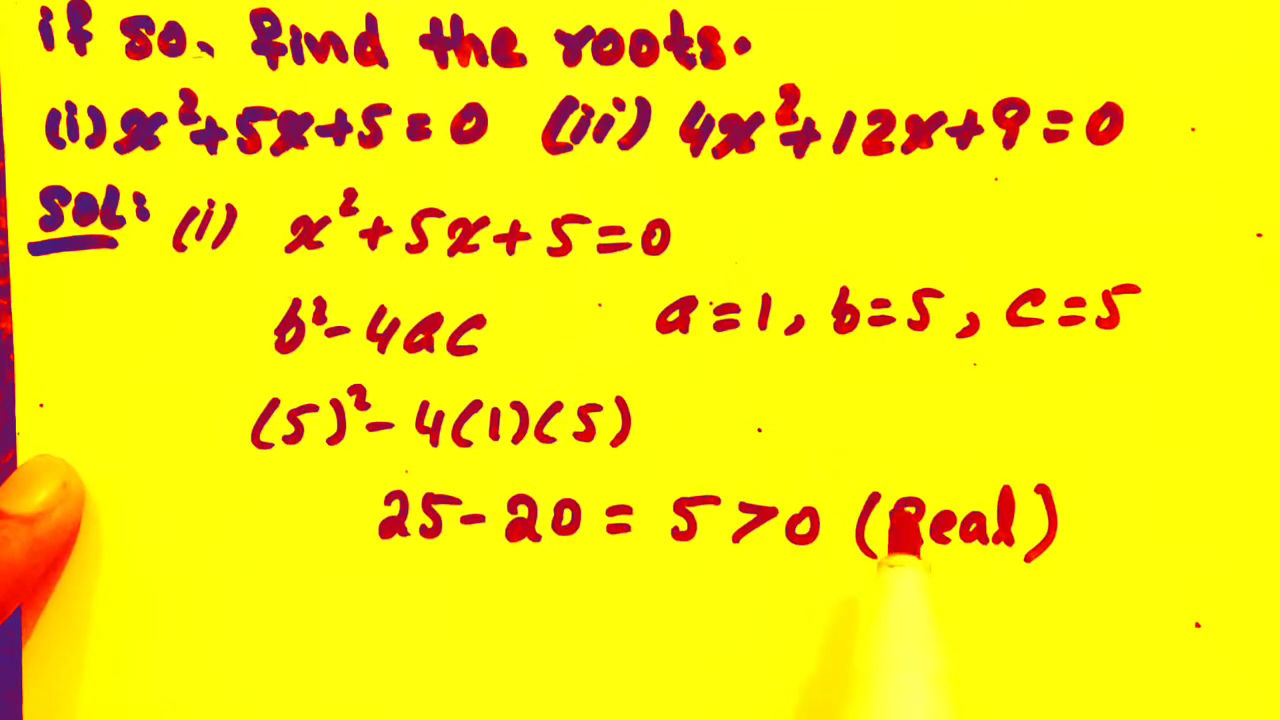 if so, find the roots.
(i) x²+5x+5=0 (ii) 4x²+12x+9=0
Sol: (i) x²+5x+5=0
b²-4ac a=1, b=5, c=5
(5)²-4(1)(5)
25-20 = 5>0 (Real)